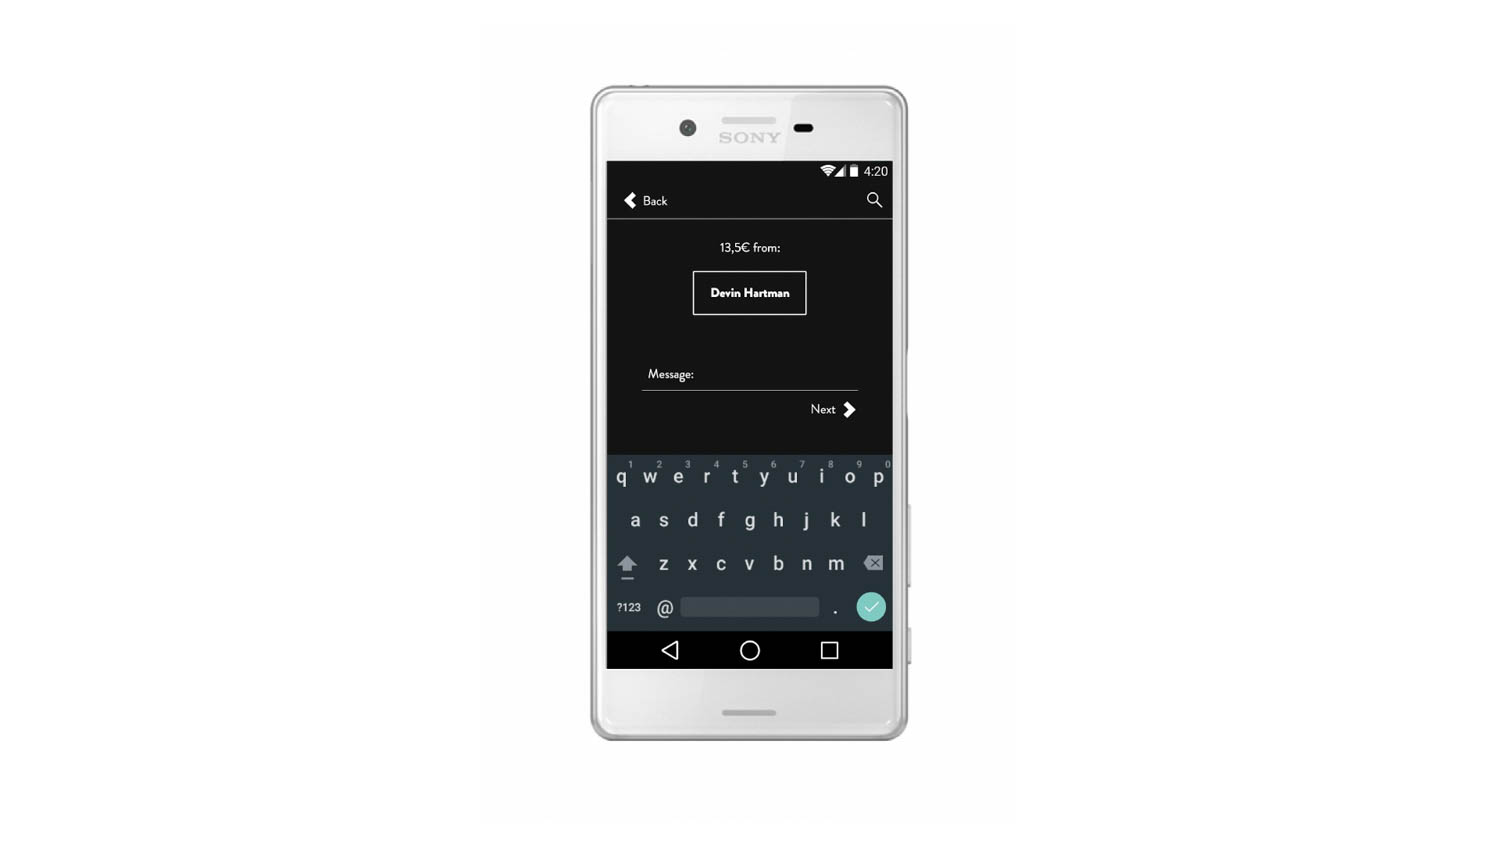 SONY
4:20
Back
13,5€ from:
Devin Hartman
Message:
Next
1 2 3 4 5 6 7 8 9 0
q w e r t y u i o p
a s d f g h j k l
z x c v b n m
?123 @ .